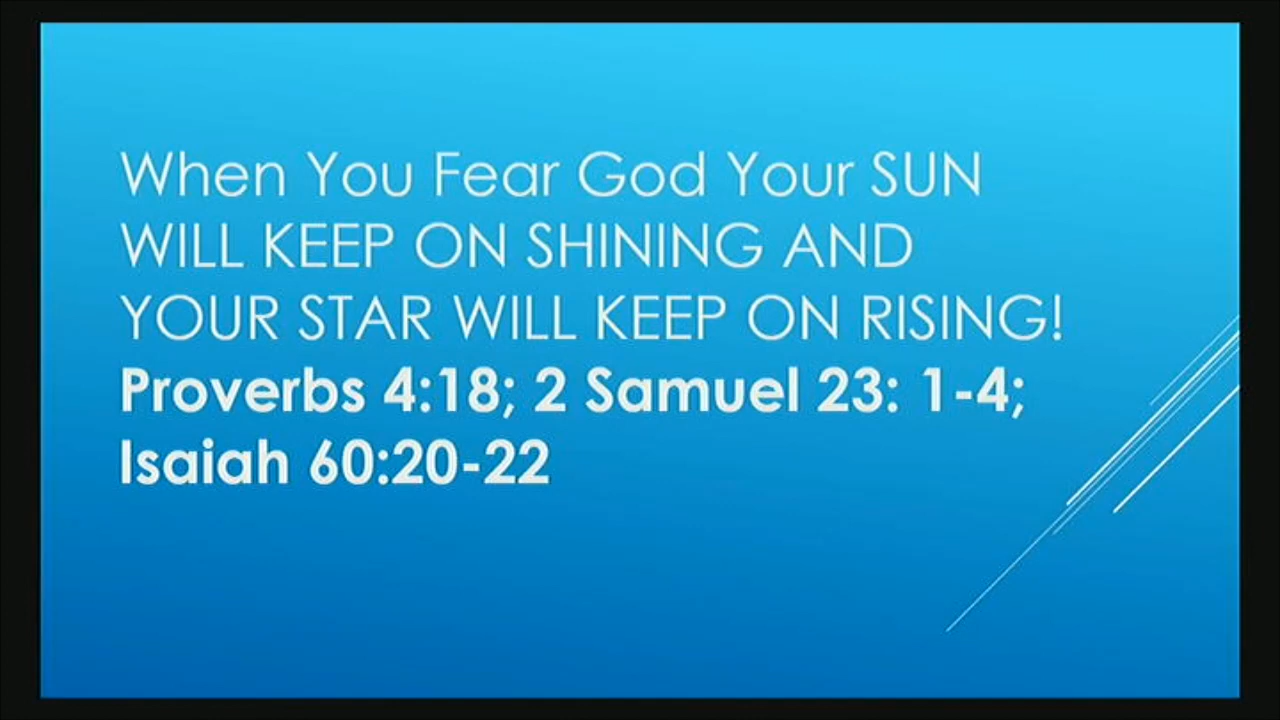 When You Fear God Your SUN
WILL KEEP ON SHINING AND
YOUR STAR WILL KEEP ON RISING!
Proverbs 4:18; 2 Samuel 23: 1-4;
Isaiah 60:20-22